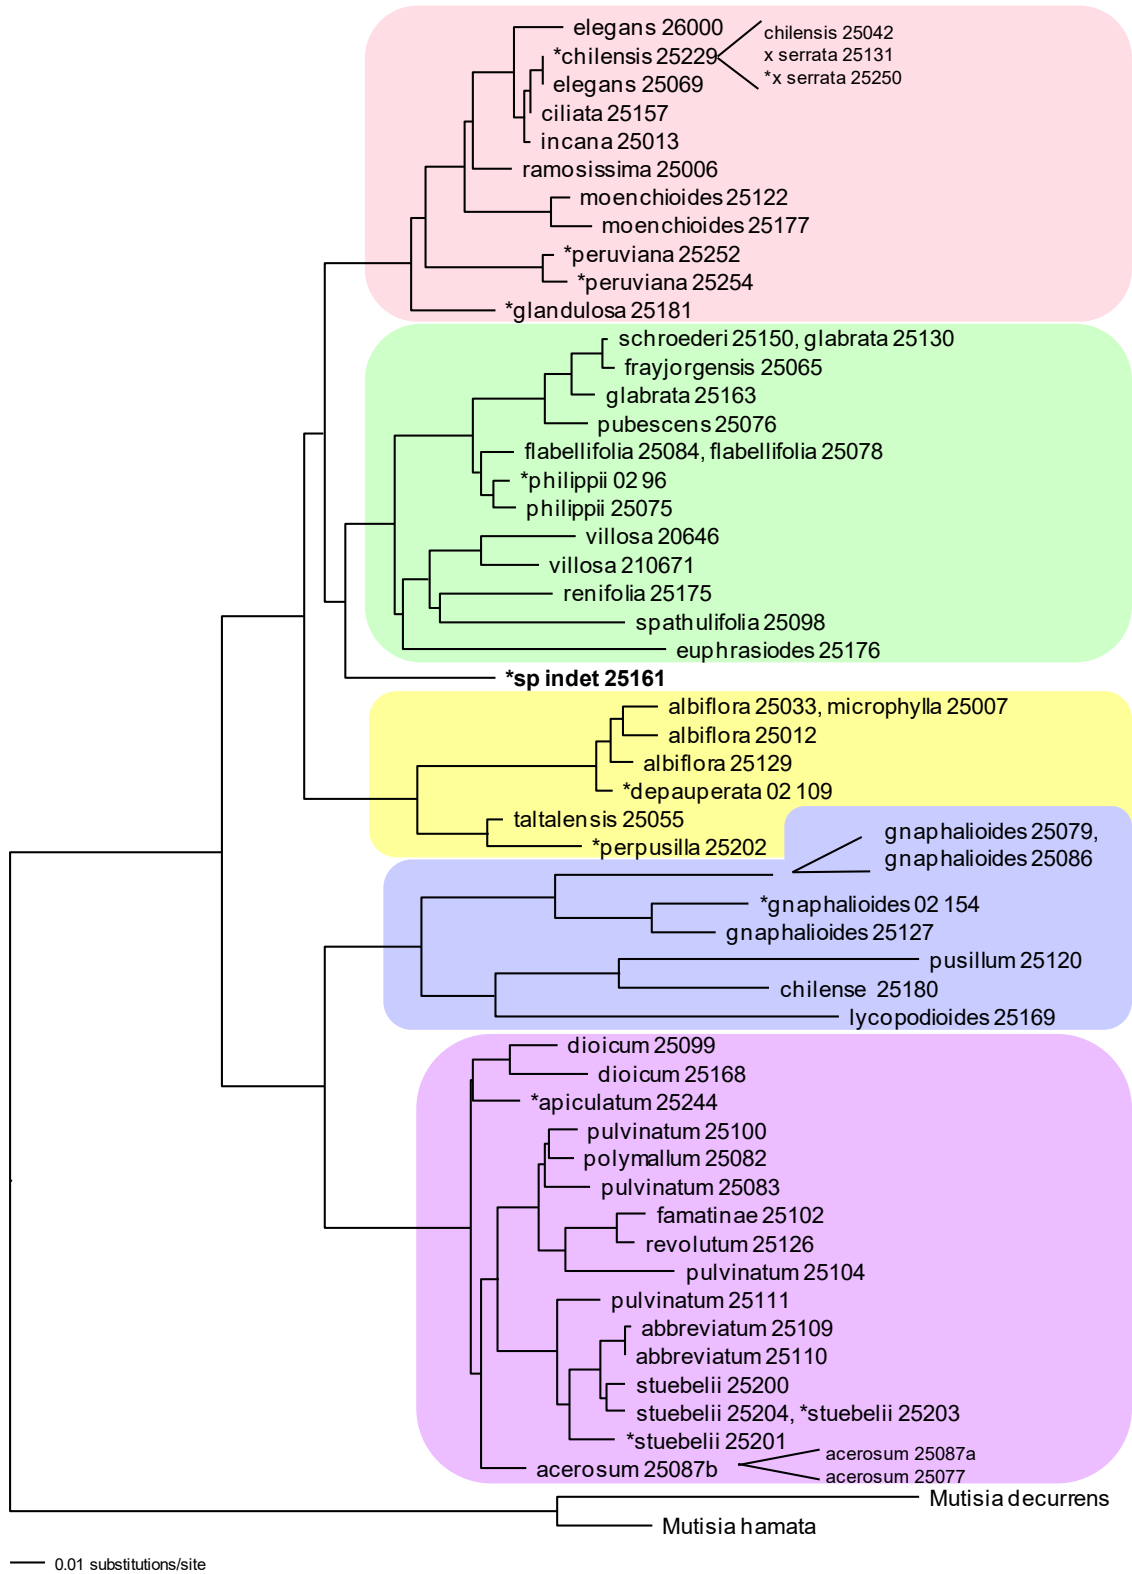 elegans 26000
*chilensis 25229
chilensis 25042
x serrata 25131
*x serrata 25250
elegans 25069
ciliata 25157
incana 25013
ramosissima 25006
moenchioides 25122
moenchioides 25177
*peruviana 25252
*peruviana 25254
*glandulosa 25181
schroederi 25150, glabrata 25130
frayjorgensis 25065
glabrata 25163
pubescens 25076
flabellifolia 25084, flabellifolia 25078
*philippii 02 96
philippii 25075
villosa 20646
villosa 210671
renifolia 25175
spathulifolia 25098
euphrasiodes 25176
*sp indet 25161
albiflora 25033, microphylla 25007
albiflora 25012
albiflora 25129
*depauperata 02 109
taltalensis 25055
*perpusilla 25202
gnaphalioides 25079,
gnaphalioides 25086
*gnaphalioides 02 154
gnaphalioides 25127
pusillum 25120
chilense 25180
lycopodioides 25169
dioicum 25099
dioicum 25168
*apiculatum 25244
pulvinatum 25100
polymallum 25082
pulvinatum 25083
famatinae 25102
revolutum 25126
pulvinatum 25104
pulvinatum 25111
abbreviatum 25109
abbreviatum 25110
stuebelii 25200
stuebelii 25204, *stuebelii 25203
*stuebelii 25201
acerosum 25087b
acerosum 25087a
acerosum 25077
Mutisia decurrens
Mutisia hamata
0.01 substitutions/site